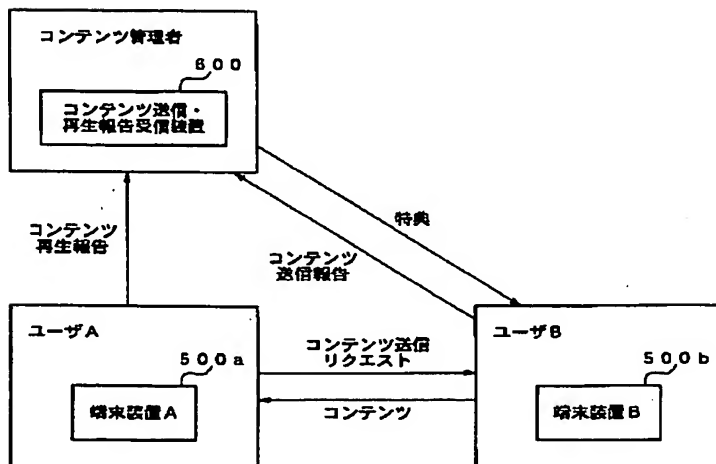 コンテンツ管理者
600
コンテンツ送信・
再生報告受信装置
コンテンツ
再生報告
特典
コンテンツ
送信報告
ユーザA
500a
端末装置A
コンテンツ送信
リクエスト
コンテンツ
ユーザB
500b
端末装置B